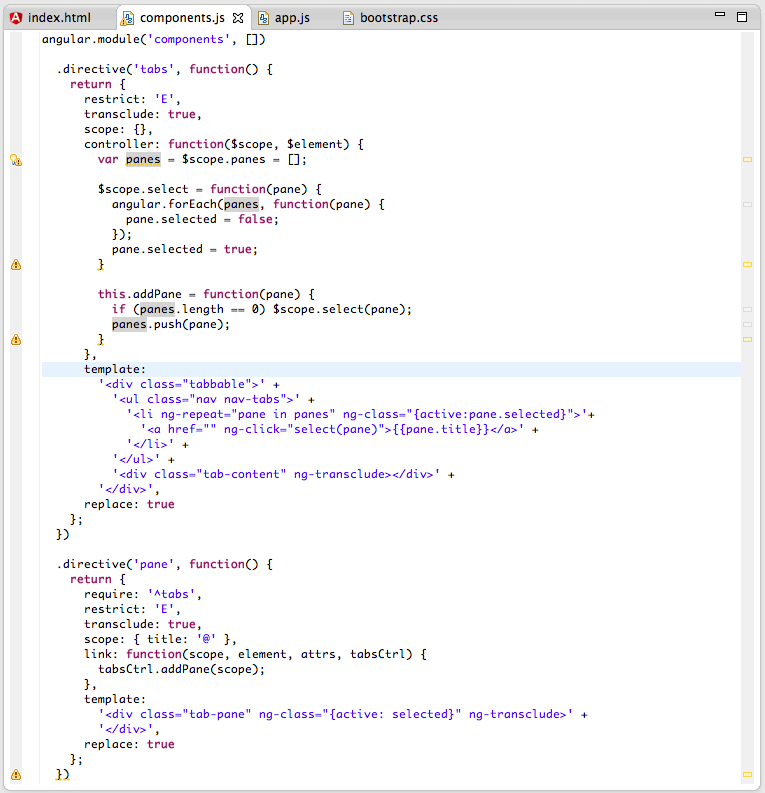 index.html components.js app.js bootstrap.css
angular.module('components', [])
.directive('tabs', function() {
return {
restrict: 'E',
transclude: true,
scope: {},
controller: function($scope, $element) {
var panes = $scope.panes = [];
$scope.select = function(pane) {
angular.forEach(panes, function(pane) {
pane.selected = false;
});
pane.selected = true;
}
this.addPane = function(pane) {
if (panes.length == 0) $scope.select(pane);
panes.push(pane);
}
},
template:
'<div class="tabbable">' +
'<ul class="nav nav-tabs">' +
'<li ng-repeat="pane in panes" ng-class="{active:pane.selected}">'+
'<a href="" ng-click="select(pane)">{{pane.title}}</a>' +
'</li>' +
'</ul>' +
'<div class="tab-content" ng-transclude></div>' +
'</div>',
replace: true
};
})
.directive('pane', function() {
return {
require: '^tabs',
restrict: 'E',
transclude: true,
scope: { title: '@' },
link: function(scope, element, attrs, tabsCtrl) {
tabsCtrl.addPane(scope);
},
template:
'<div class="tab-pane" ng-class="{active: selected}" ng-transclude>' +
'</div>',
replace: true
};
})